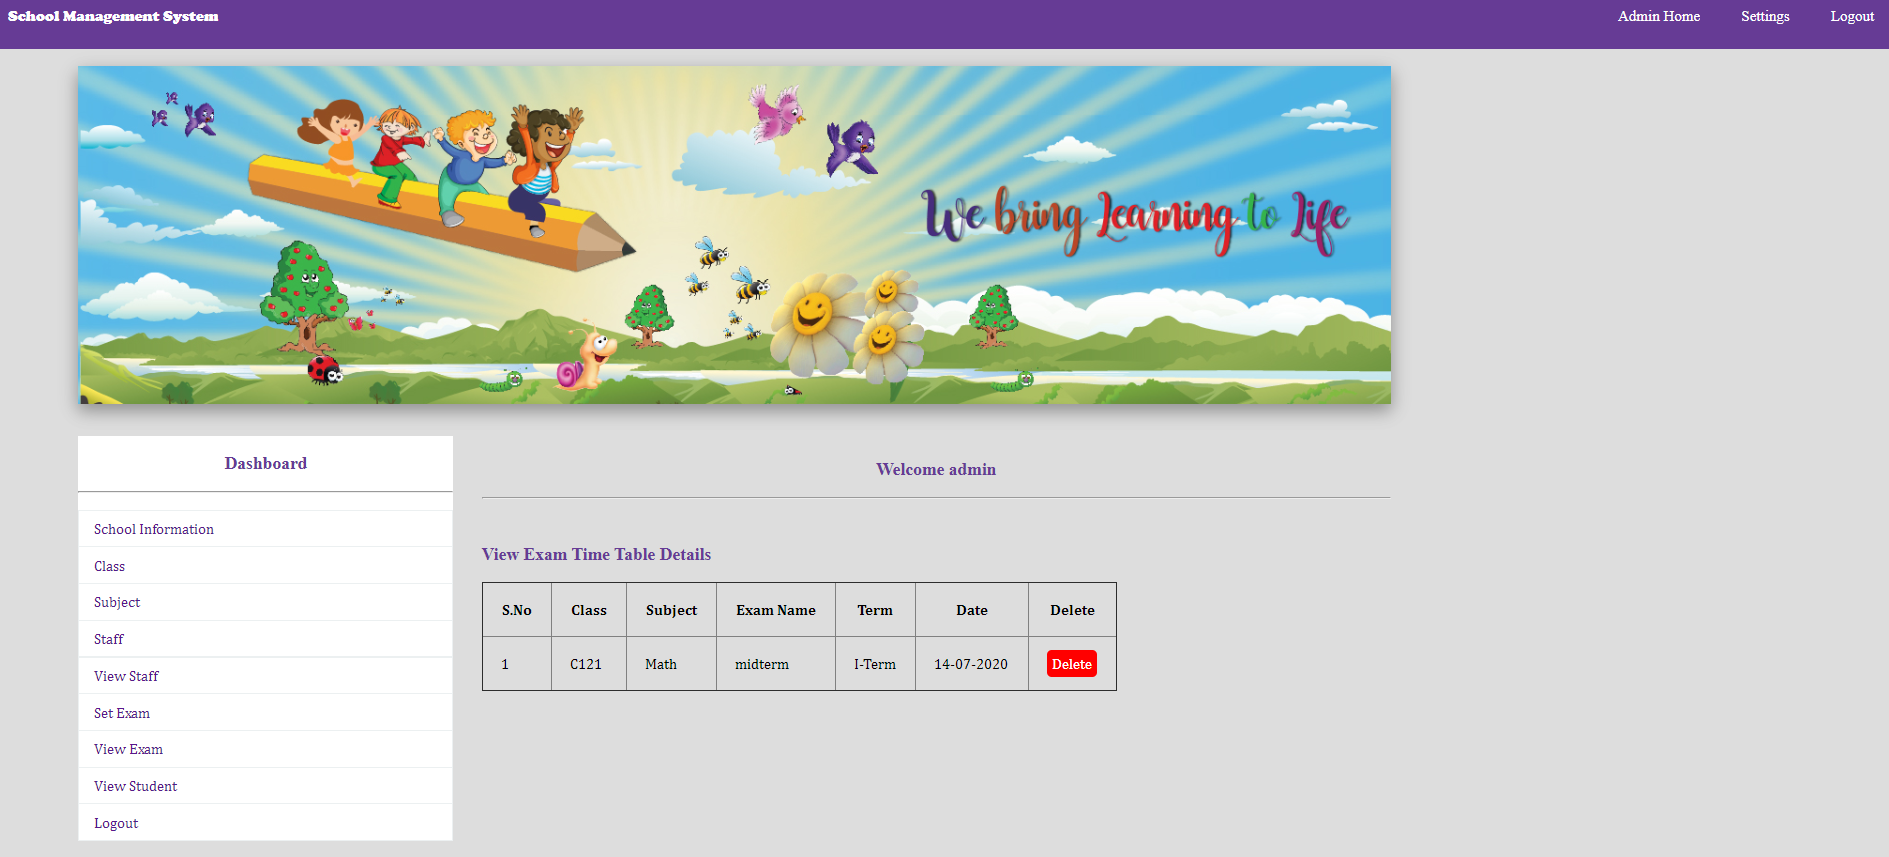 School Management System
Admin Home Settings Logout
We bring Learning to Life
Dashboard
School Information
Class
Subject
Staff
View Staff
Set Exam
View Exam
View Student
Logout
Welcome admin
View Exam Time Table Details
S.No Class Subject Exam Name Term Date Delete
1 C121 Math midterm I-Term 14-07-2020 Delete